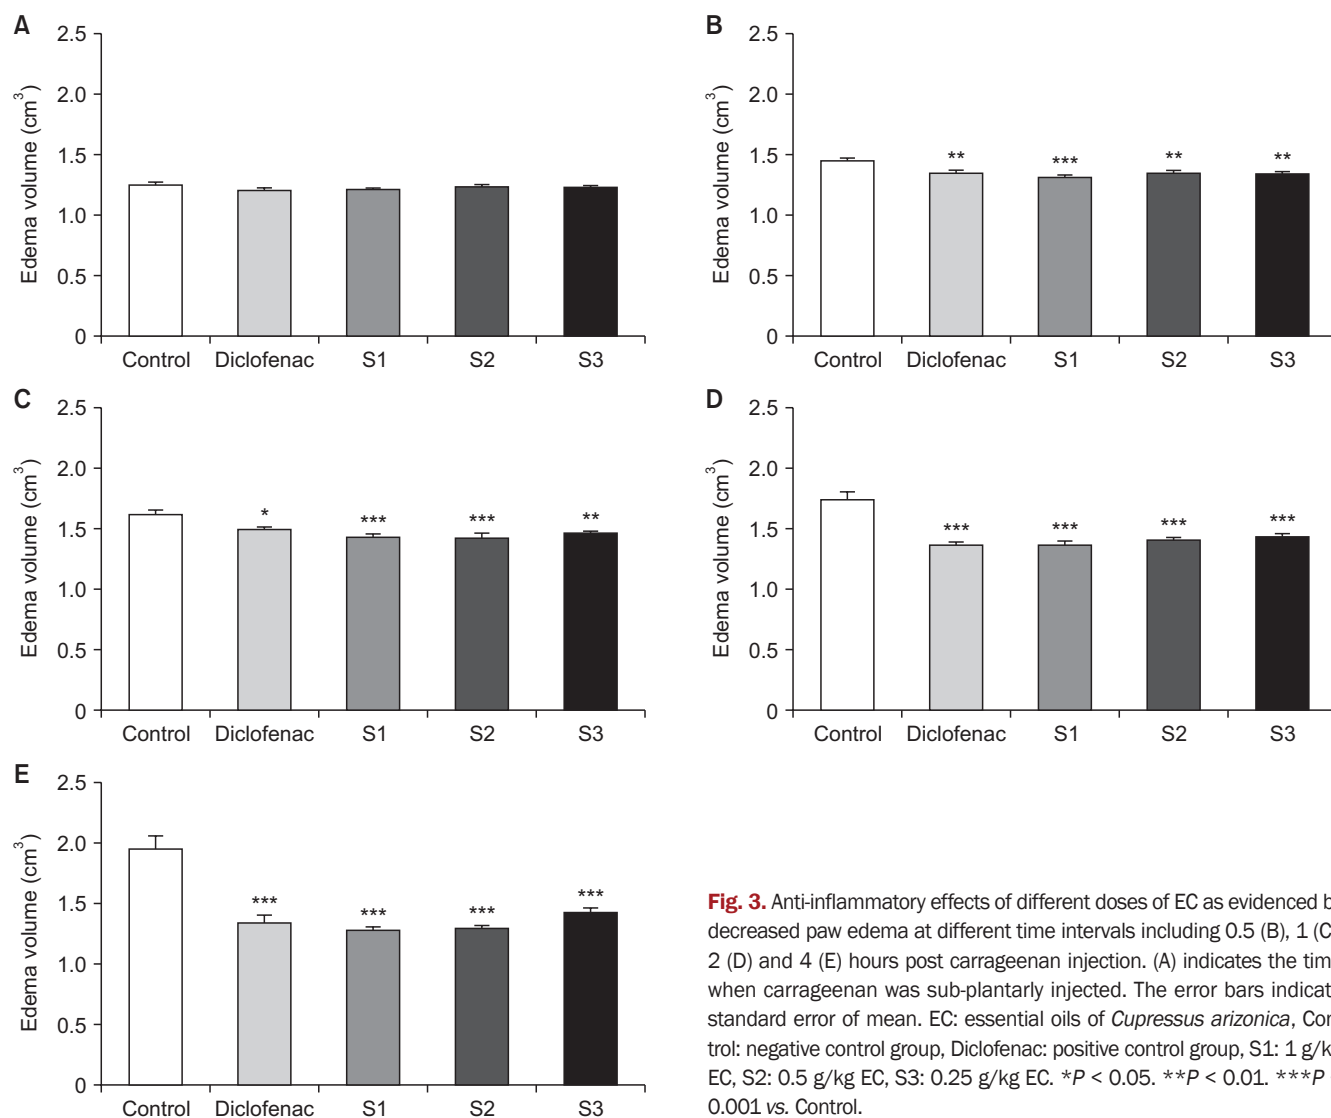 A
2.5
2.0
1.5
1.0
0.5
0
Edema volume (cm³)
Control Diclofenac S1 S2 S3
B
2.5
2.0
1.5
1.0
0.5
0
Edema volume (cm³)
** *** ** **
Control Diclofenac S1 S2 S3
C
2.5
2.0
1.5
1.0
0.5
0
Edema volume (cm³)
* *** *** **
Control Diclofenac S1 S2 S3
D
2.5
2.0
1.5
1.0
0.5
0
Edema volume (cm³)
*** *** *** ***
Control Diclofenac S1 S2 S3
E
2.5
2.0
1.5
1.0
0.5
0
Edema volume (cm³)
*** *** *** ***
Control Diclofenac S1 S2 S3
Fig. 3. Anti-inflammatory effects of different doses of EC as evidenced b
decreased paw edema at different time intervals including 0.5 (B), 1 (C
2 (D) and 4 (E) hours post carrageenan injection. (A) indicates the tim
when carrageenan was sub-plantarly injected. The error bars indicat
standard error of mean. EC: essential oils of Cupressus arizonica, Con
trol: negative control group, Diclofenac: positive control group, S1: 1 g/k
EC, S2: 0.5 g/kg EC, S3: 0.25 g/kg EC. *P < 0.05. **P < 0.01. ***P
0.001 vs. Control.